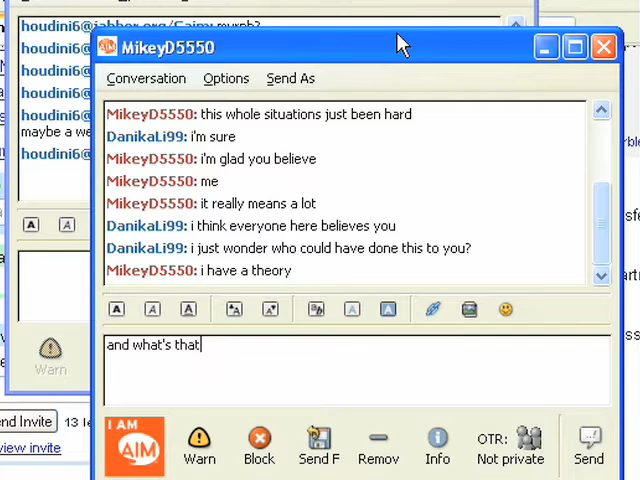 houdini6@jabber.org/Gaim: murph?
houdini6@
houdini6@
houdini6@
houdini6@
maybe a we
houdini6@
MikeyD5550
Conversation Options Send As
MikeyD5550: this whole situations just been hard
DanikaLi99: i'm sure
MikeyD5550: i'm glad you believe
MikeyD5550: me
MikeyD5550: it really means a lot
DanikaLi99: i think everyone here believes you
DanikaLi99: i just wonder who could have done this to you?
MikeyD5550: i have a theory
and what's that
Warn
nd Invite 13
view invite
I AM
AIM
Warn Block Send F Remov Info OTR: Not private Send